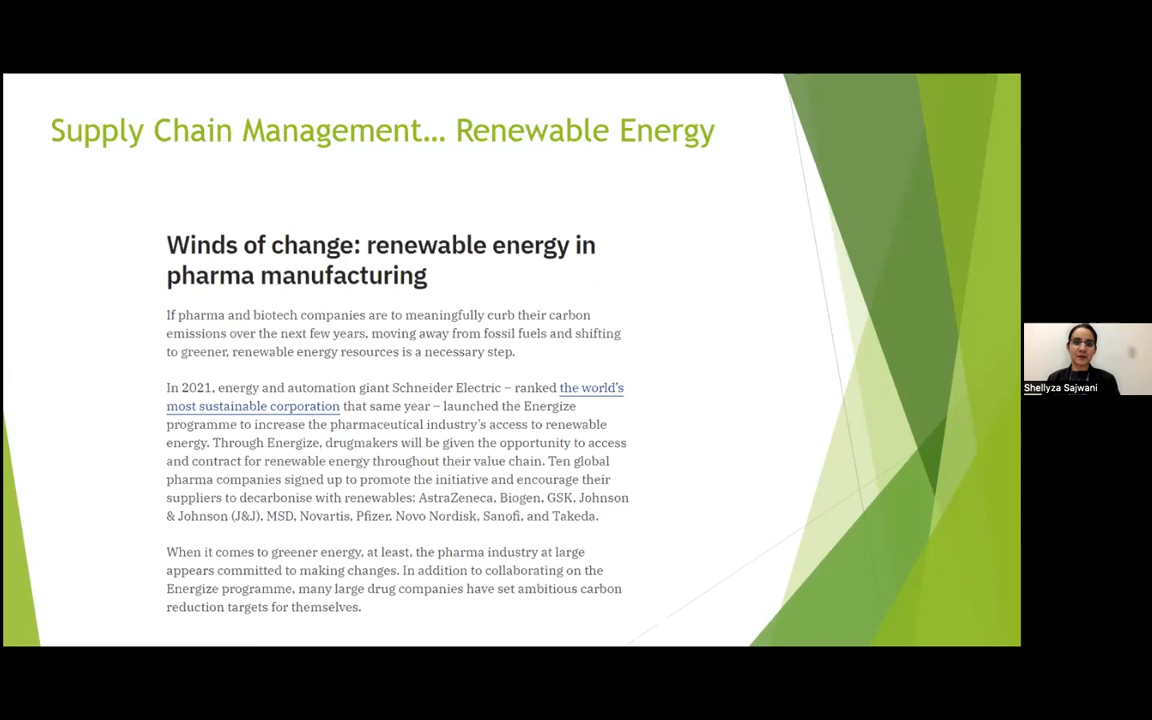 Supply Chain Management... Renewable Energy
Winds of change: renewable energy in
pharma manufacturing
If pharma and biotech companies are to meaningfully curb their carbon
emissions over the next few years, moving away from fossil fuels and shifting
to greener, renewable energy resources is a necessary step.
In 2021, energy and automation giant Schneider Electric – ranked the world's
most sustainable corporation that same year – launched the Energize
programme to increase the pharmaceutical industry's access to renewable
energy. Through Energize, drugmakers will be given the opportunity to access
and contract for renewable energy throughout their value chain. Ten global
pharma companies signed up to promote the initiative and encourage their
suppliers to decarbonise with renewables: AstraZeneca, Biogen, GSK, Johnson
& Johnson (J&J), MSD, Novartis, Pfizer, Novo Nordisk, Sanofi, and Takeda.
When it comes to greener energy, at least, the pharma industry at large
appears committed to making changes. In addition to collaborating on the
Energize programme, many large drug companies have set ambitious carbon
reduction targets for themselves.
Shellyza Sajwani